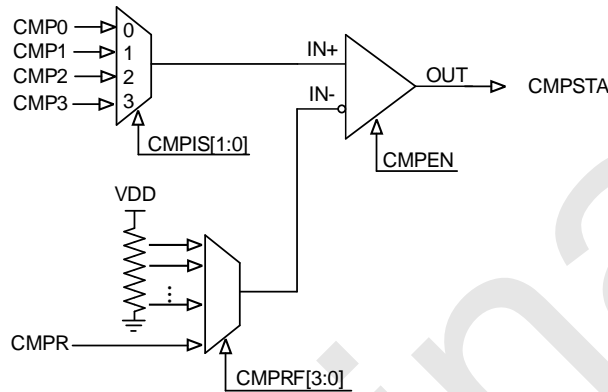 CMP0
CMP1
CMP2
CMP3
0
1
2
3
IN+
IN-
OUT
CMPSTA
CMPIS[1:0]
CMPEN
VDD
...
CMPR
CMPRF[3:0]